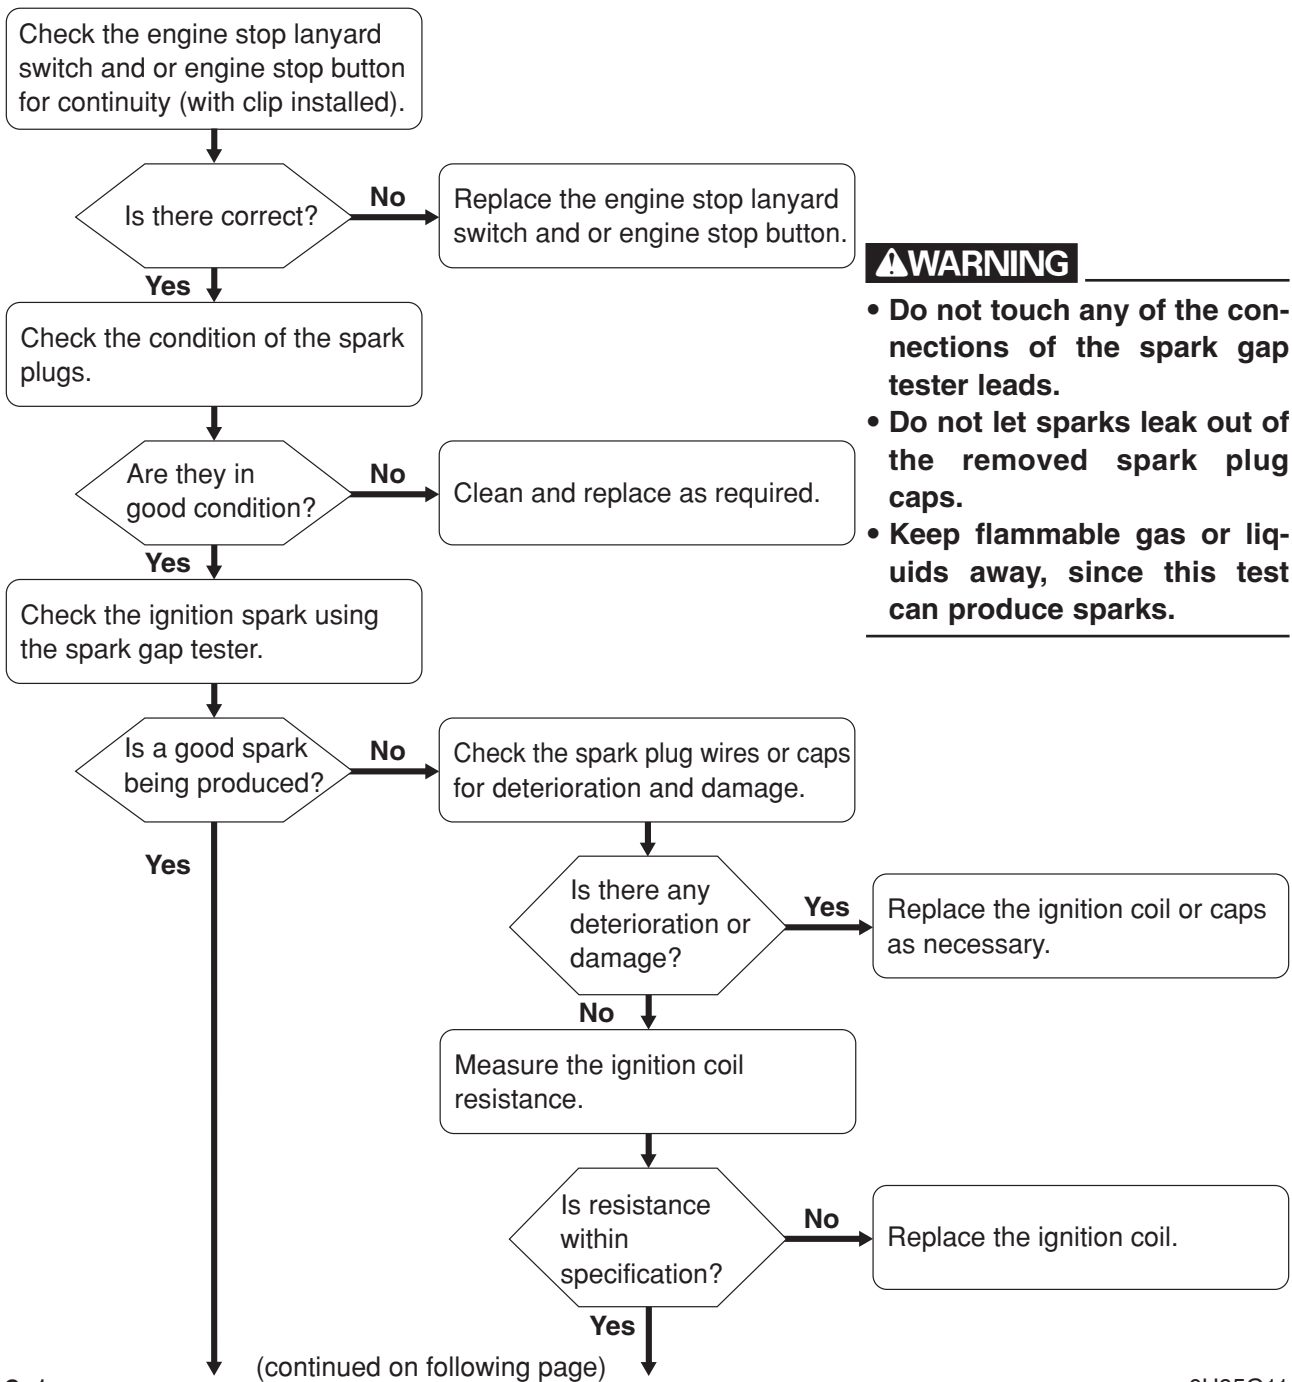 Check the engine stop lanyard
switch and or engine stop button
for continuity (with clip installed).
Is there correct?
No
Replace the engine stop lanyard
switch and or engine stop button.
Yes
Check the condition of the spark
plugs.
Are they in
good condition?
No
Clean and replace as required.
Yes
Check the ignition spark using
the spark gap tester.
WARNING
• Do not touch any of the con-
nections of the spark gap
tester leads.
• Do not let sparks leak out of
the removed spark plug
caps.
• Keep flammable gas or liq-
uids away, since this test
can produce sparks.
Is a good spark
being produced?
No
Check the spark plug wires or caps
for deterioration and damage.
Yes
Is there any
deterioration or
damage?
Yes
Replace the ignition coil or caps
as necessary.
No
Measure the ignition coil
resistance.
Is resistance
within
specification?
No
Replace the ignition coil.
Yes
(continued on following page)